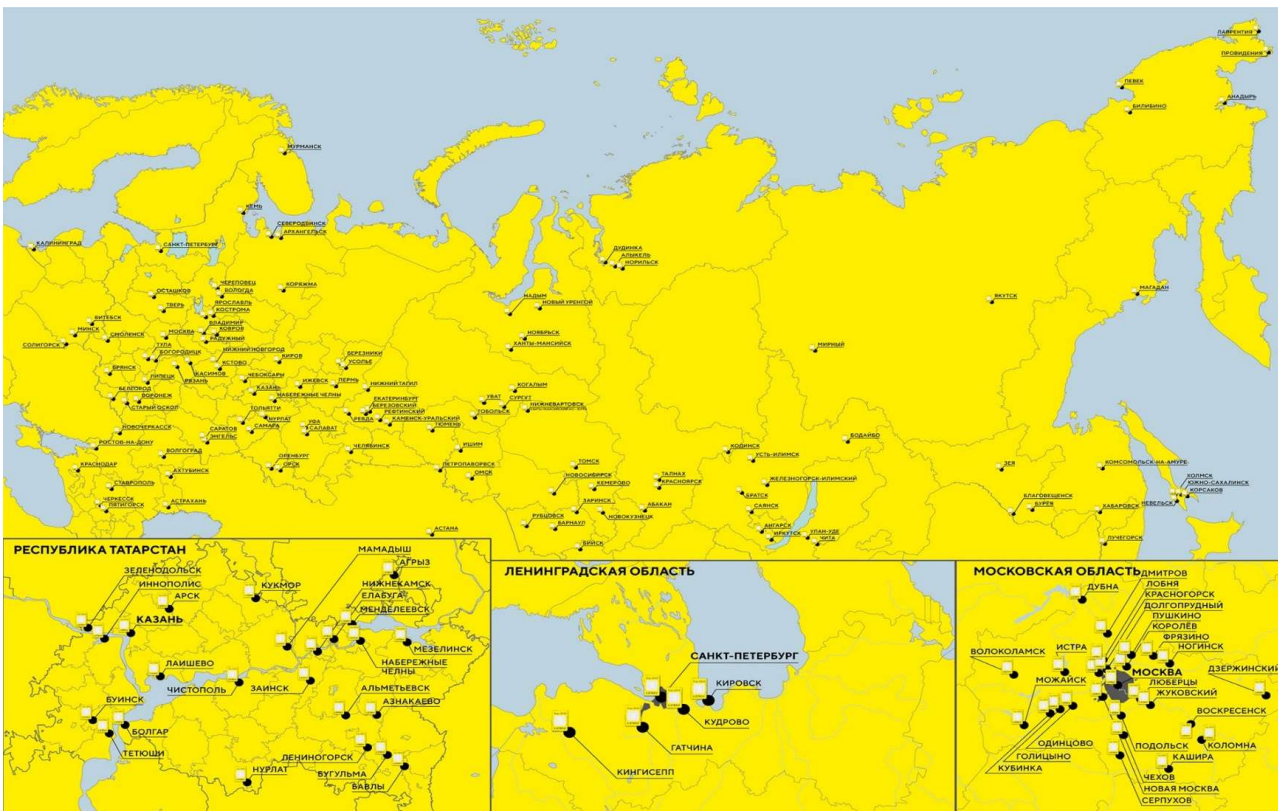 ЛАВРЕНТИЯ
ПРОВИДЕНИЯ
ПЕВЕК
АНАДЫРЬ
БИЛИБИНО
МУРМАНСК
КЕМЬ
СЕВЕРОДВИНСК
АРХАНГЕЛЬСК
КАЛИНИНГРАД
САНКТ-ПЕТЕРБУРГ
ДУДИНКА
АЛЫКЕЛЬ
НОРИЛЬСК
ЧЕРЕПОВЕЦ
ВОЛОГДА
КОРЯЖМА
ОСТАШКОВ
ТВЕРЬ
ЯРОСЛАВЛЬ
КОСТРОМА
НАДЫМ
НОВЫЙ УРЕНГОЙ
ЯКУТСК
МАГАДАН
ВИТЕБСК
МИНСК
СОЛИГОРСК
СМОЛЕНСК
МОСКВА
ВЛАДИМИР
КОВРОВ
РАДУЖНЫЙ
ТУЛА
БОГОРОДИЦК
НИЖНИЙ НОВГОРОД
КСТОВО
КИРОВ
БЕРЕЗНИКИ
УСОЛЬЕ
НОЯБРЬСК
ХАНТЫ-МАНСИЙСК
МИРНЫЙ
БРЯНСК
ЛИПЕЦК
РЯЗАНЬ
КАСИМОВ
ЧЕБОКСАРЫ
КАЗАНЬ
ИЖЕВСК
ПЕРМЬ
НИЖНИЙ ТАГИЛ
НАБЕРЕЖНЫЕ ЧЕЛНЫ
КОГАЛЫМ
УВАТ
СУРГУТ
НИЖНЕВАРТОВСК
ТОБОЛЬСК
БЕЛГОРОД
ВОРОНЕЖ
СТАРЫЙ ОСКОЛ
ЕКАТЕРИНБУРГ
БЕРЕЗОВСКИЙ
РЕФТИНСКИЙ
РЕВДА
КАМЕНСК-УРАЛЬСКИЙ
ТЮМЕНЬ
ТОЛЬЯТТИ
НУРЛАТ
САМАРА
УФА
САЛАВАТ
НОВОЧЕРКАССК
РОСТОВ-НА-ДОНУ
САРАТОВ
ЭНГЕЛЬС
ВОЛГОГРАД
ЧЕЛЯБИНСК
ИШИМ
ПЕТРОПАВЛОВСК
ОМСК
ОРЕНБУРГ
ОРСК
КРАСНОДАР
АХТУБИНСК
СТАВРОПОЛЬ
ЧЕРКЕССК
ПЯТИГОРСК
АСТРАХАНЬ
АСТАНА
ТОМСК
НОВОСИБИРСК
КЕМЕРОВО
ЗАРИНСК
РУБЦОВСК
БАРНАУЛ
НОВОКУЗНЕЦК
БИЙСК
ТАЛНАХ
КРАСНОЯРСК
АБАКАН
КОДИНСК
УСТЬ-ИЛИМСК
БОДАЙБО
ЖЕЛЕЗНОГОРСК-ИЛИМСКИЙ
БРАТСК
САЯНСК
АНГАРСК
ИРКУТСК
УЛАН-УДЕ
ЧИТА
ЗЕЯ
БЛАГОВЕЩЕНСК
БУРЕЯ
КОМСОМОЛЬСК-НА-АМУРЕ
ХАБАРОВСК
ЛУЧЕГОРСК
ХОЛМСК
ЮЖНО-САХАЛИНСК
КОРСАКОВ
НЕВЕЛЬСК
РЕСПУБЛИКА ТАТАРСТАН
МАМАДЫШ
ЗЕЛЕНОДОЛЬСК
АГРЫЗ
ИННОПОЛИС
КУКМОР
НИЖНЕКАМСК
АРСК
ЕЛАБУГА
КАЗАНЬ
МЕНДЕЛЕЕВСК
МЕЗЕЛИНСК
НАБЕРЕЖНЫЕ
ЧЕЛНЫ
ЛАИШЕВО
ЧИСТОПОЛЬ
ЗАИНСК
АЛЬМЕТЬЕВСК
АЗНАКАЕВО
БУИНСК
БОЛГАР
ТЕТЮШИ
ЛЕНИНОГОРСК
НУРЛАТ
БУГУЛЬМА
БАВЛЫ
ЛЕНИНГРАДСКАЯ ОБЛАСТЬ
САНКТ-ПЕТЕРБУРГ
КИРОВСК
КУДРОВО
ГАТЧИНА
КИНГИСЕПП
МОСКОВСКАЯ ОБЛАСТЬ
ДМИТРОВ
ДУБНА
ЛОБНЯ
КРАСНОГОРСК
ДОЛГОПРУДНЫЙ
ПУШКИНО
КОРОЛЁВ
ФРЯЗИНО
НОГИНСК
ИСТРА
ВОЛОКОЛАМСК
МОСКВА
ДЗЕРЖИНСКИЙ
МОЖАЙСК
ЛЮБЕРЦЫ
ЖУКОВСКИЙ
ВОСКРЕСЕНСК
ОДИНЦОВО
ПОДОЛЬСК
КОЛОМНА
ГОЛИЦЫНО
КАШИРА
КУБИНКА
ЧЕХОВ
НОВАЯ МОСКВА
СЕРПУХОВ